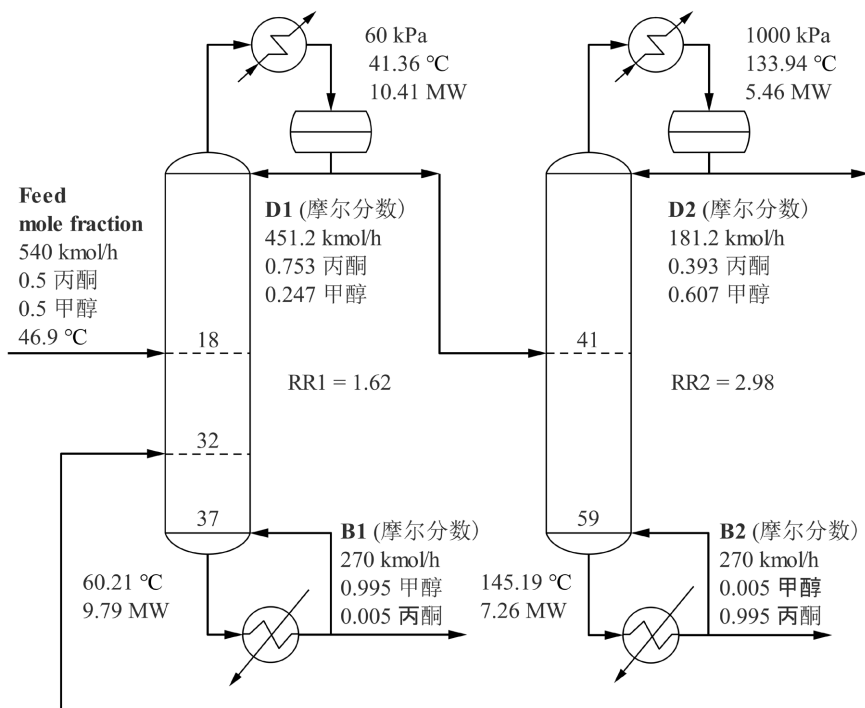 60 kPa
41.36 ℃
10.41 MW
1000 kPa
133.94 ℃
5.46 MW
Feed
mole fraction
540 kmol/h
0.5 丙酮
0.5 甲醇
46.9 ℃
D1 (摩尔分数)
451.2 kmol/h
0.753 丙酮
0.247 甲醇
D2 (摩尔分数)
181.2 kmol/h
0.393 丙酮
0.607 甲醇
18
41
RR1 = 1.62
RR2 = 2.98
32
37
59
B1 (摩尔分数)
270 kmol/h
0.995 甲醇
0.005 丙酮
60.21 ℃
9.79 MW
B2 (摩尔分数)
270 kmol/h
0.005 甲醇
0.995 丙酮
145.19 ℃
7.26 MW